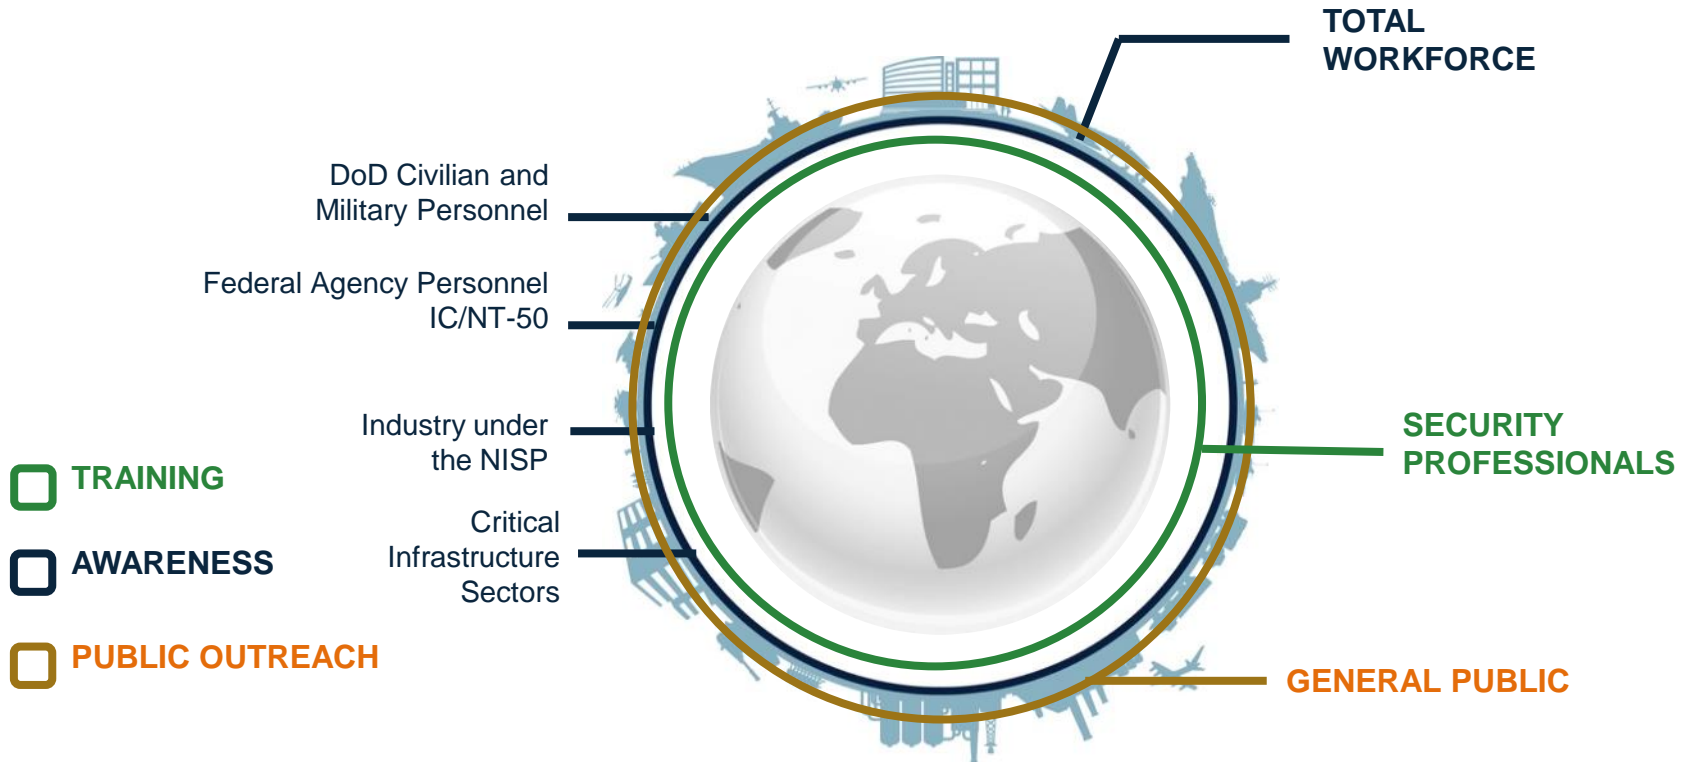 TOTAL
WORKFORCE
DoD Civilian and
Military Personnel
Federal Agency Personnel
IC/NT-50
Industry under
the NISP
Critical
Infrastructure
Sectors
SECURITY
PROFESSIONALS
TRAINING
AWARENESS
PUBLIC OUTREACH
GENERAL PUBLIC